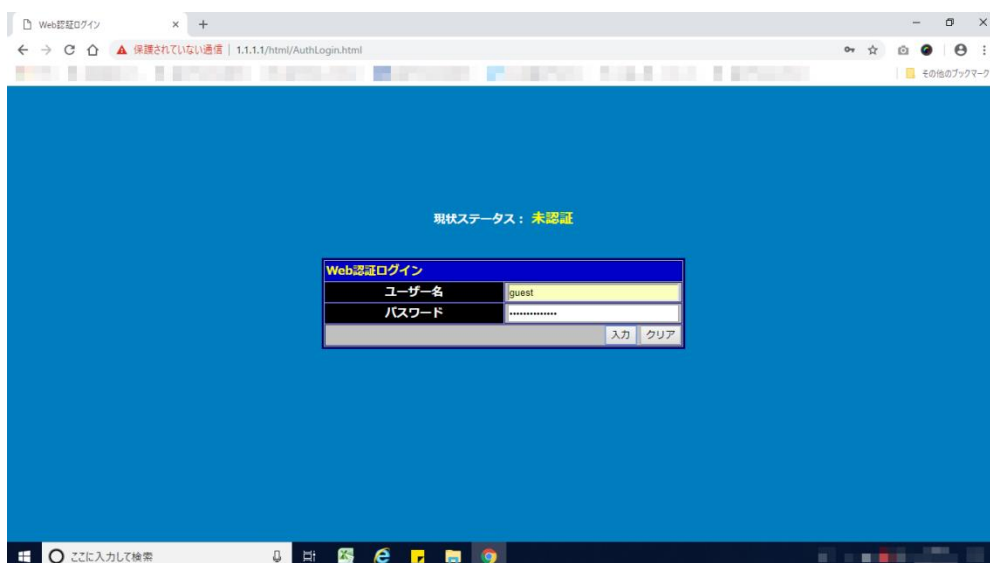 Web認証ログイン
保護されていない通信 | 1.1.1.1/html/AuthLogin.html
その他のブックマーク
現状ステータス： 未認証
Web認証ログイン
ユーザー名 guest
パスワード ••••••••••••••
入力 クリア
ここに入力して検索